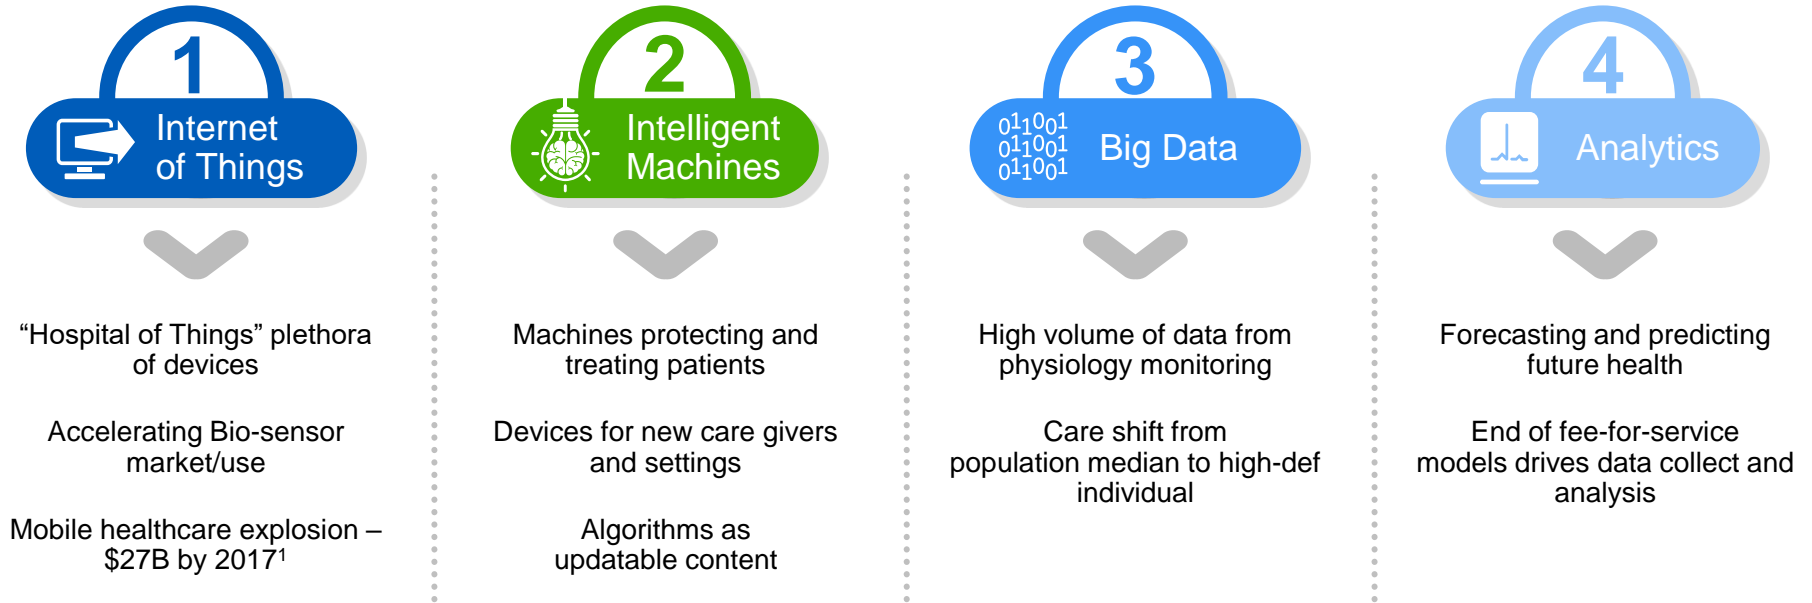 1
Internet
of Things
“Hospital of Things” plethora
of devices
Accelerating Bio-sensor
market/use
Mobile healthcare explosion –
$27B by 2017¹
2
Intelligent
Machines
Machines protecting and
treating patients
Devices for new care givers
and settings
Algorithms as
updatable content
3
011001
011001
011001
Big Data
High volume of data from
physiology monitoring
Care shift from
population median to high-def
individual
4
Analytics
Forecasting and predicting
future health
End of fee-for-service
models drives data collect and
analysis